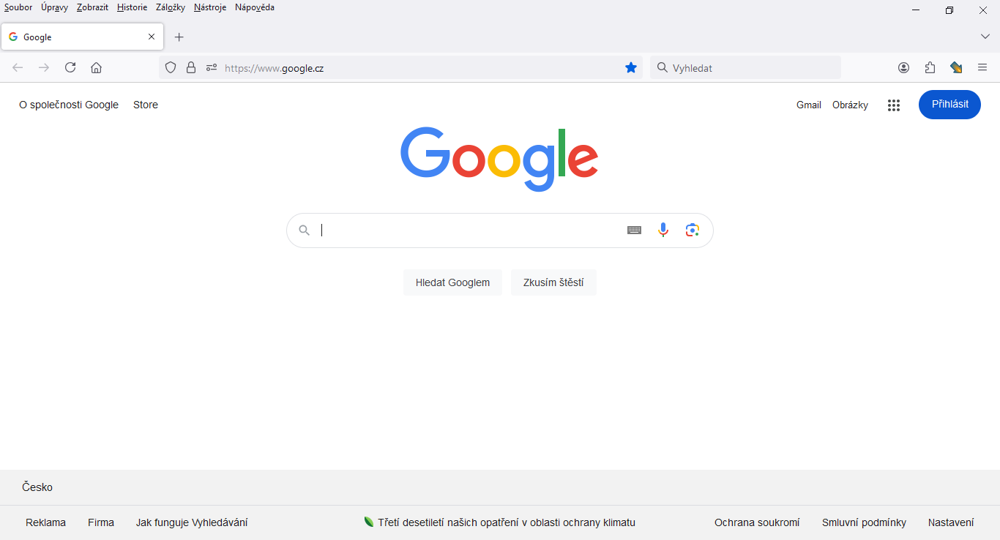 Soubor Úpravy Zobrazit Historie Záložky Nástroje Nápověda
Google
https://www.google.cz Vyhledat
O společnosti Google Store Gmail Obrázky Přihlásit
Google
Hledat Googlem Zkusím štěstí
Česko
Reklama Firma Jak funguje Vyhledávání Třetí desetiletí našich opatření v oblasti ochrany klimatu Ochrana soukromí Smluvní podmínky Nastavení